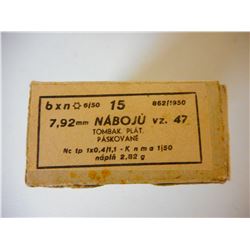 bxn ⌬ 6/50 15 862/1950
7,92mm NÁBOJŮ vz. 47
TOMBAK. PLÁT.
PÁSKOVANÉ
Nc tp 1x0,4/1,1 - K n m a 1/50
náplň 2,82 g